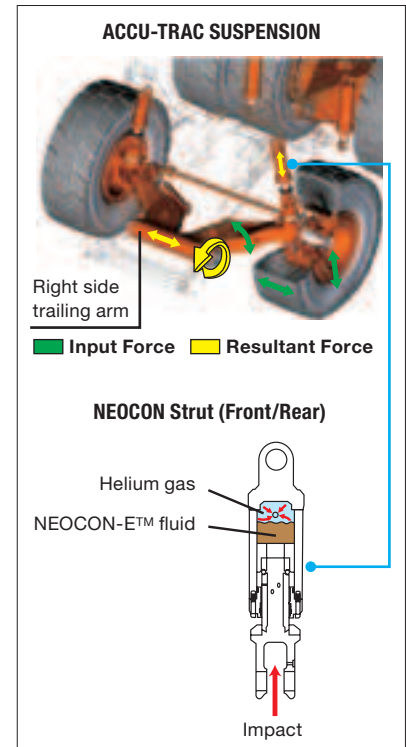 ACCU-TRAC SUSPENSION
Right side
trailing arm
Input Force Resultant Force
NEOCON Strut (Front/Rear)
Helium gas
NEOCON-E™ fluid
Impact